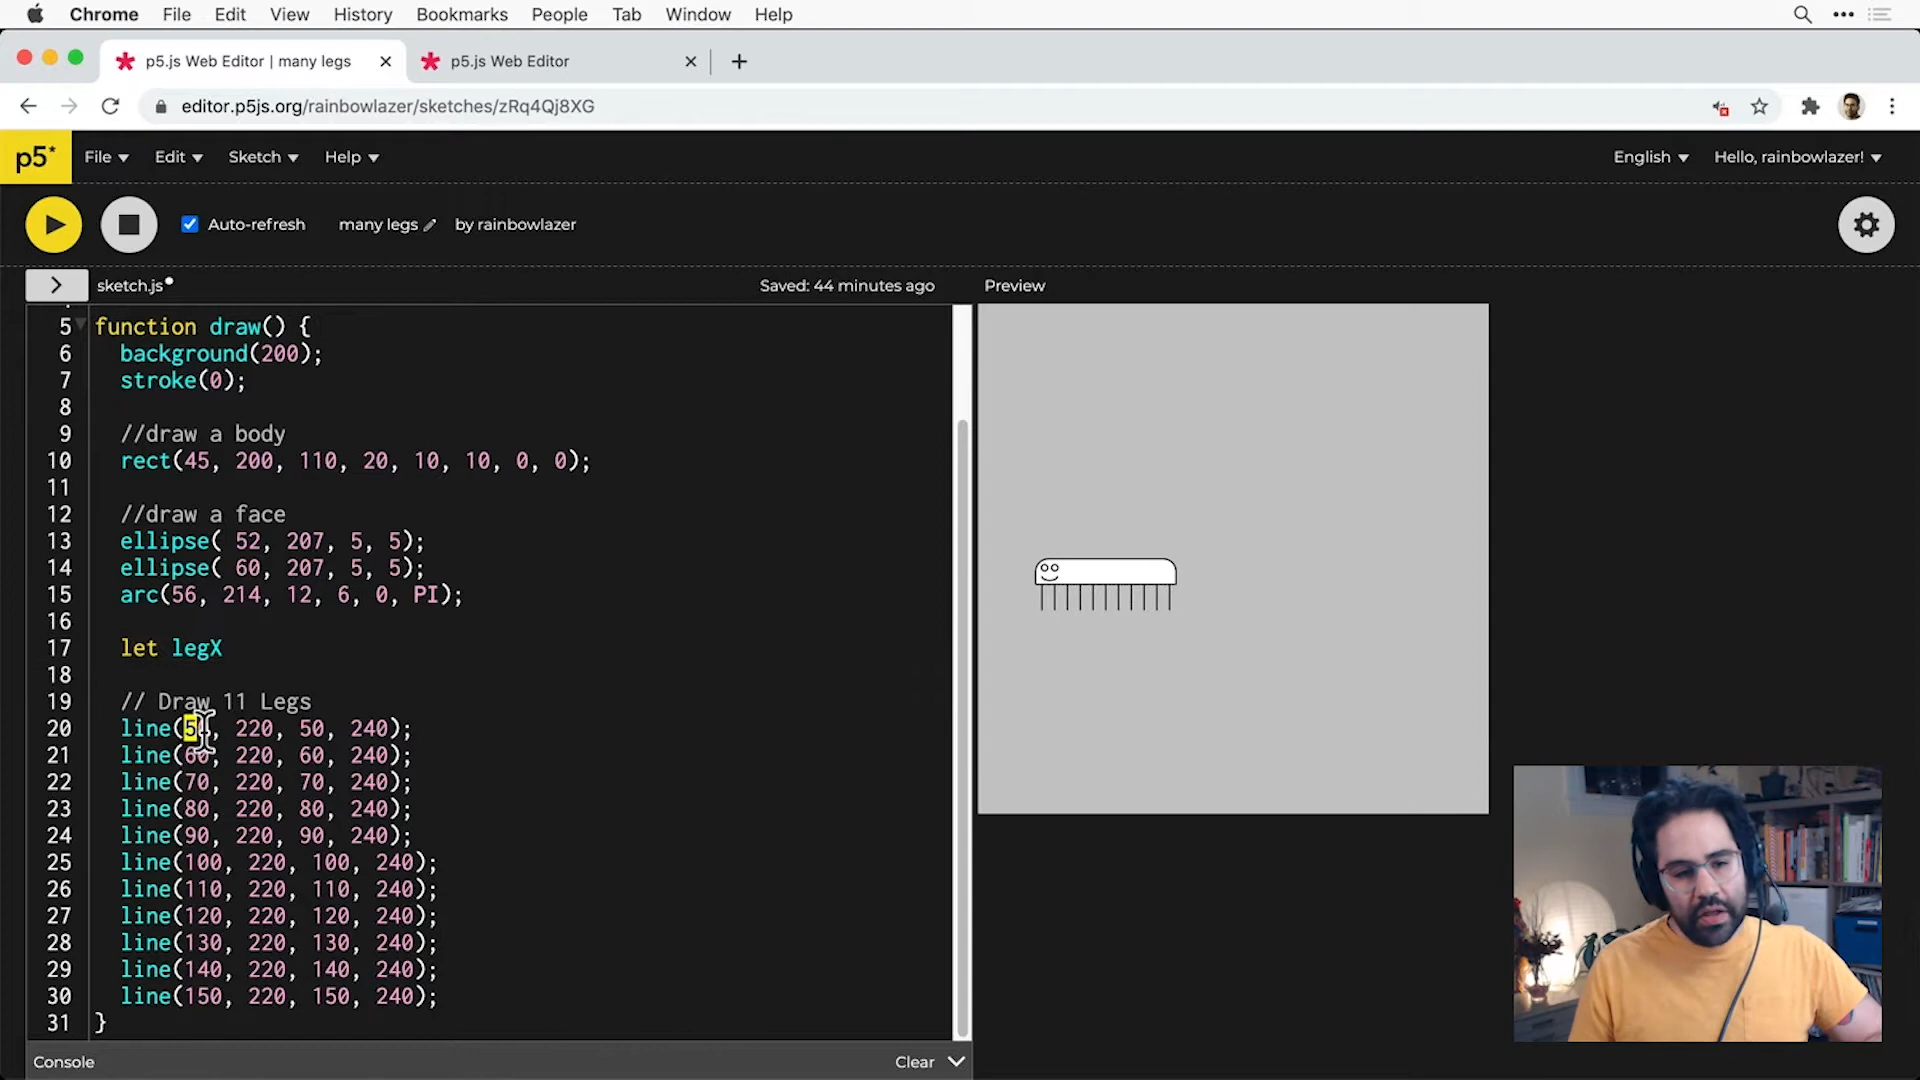 Chrome File Edit View History Bookmarks People Tab Window Help
p5.js Web Editor | many legs
p5.js Web Editor
editor.p5js.org/rainbowlazer/sketches/zRq4Qj8XG
p5* File Edit Sketch Help English Hello, rainbowlazer!
Auto-refresh many legs by rainbowlazer
sketch.js Saved: 44 minutes ago Preview
5 function draw() {
6 background(200);
7 stroke(0);
8
9 //draw a body
10 rect(45, 200, 110, 20, 10, 10, 0, 0);
11
12 //draw a face
13 ellipse( 52, 207, 5, 5);
14 ellipse( 60, 207, 5, 5);
15 arc(56, 214, 12, 6, 0, PI);
16
17 let legX
18
19 // Draw 11 Legs
20 line(50, 220, 50, 240);
21 line(60, 220, 60, 240);
22 line(70, 220, 70, 240);
23 line(80, 220, 80, 240);
24 line(90, 220, 90, 240);
25 line(100, 220, 100, 240);
26 line(110, 220, 110, 240);
27 line(120, 220, 120, 240);
28 line(130, 220, 130, 240);
29 line(140, 220, 140, 240);
30 line(150, 220, 150, 240);
31 }
Console Clear